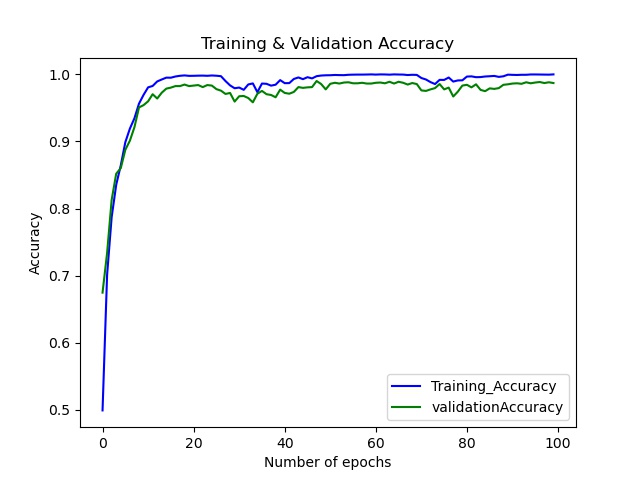 Training & Validation Accuracy
Accuracy
1.0
0.9
0.8
0.7
0.6
0.5
Training_Accuracy
validationAccuracy
0 20 40 60 80 100
Number of epochs